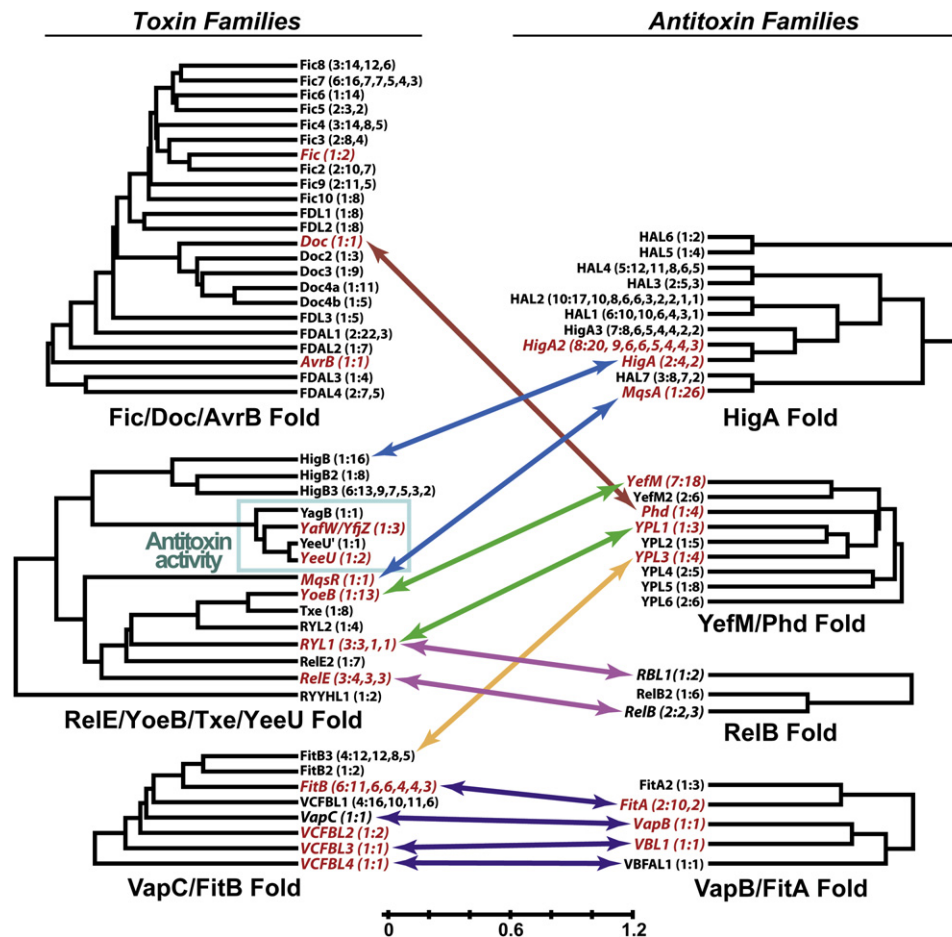 Toxin Families
Antitoxin Families
Fic8 (3:14,12,6)
Fic7 (6:16,7,7,5,4,3)
Fic6 (1:14)
Fic5 (2:3,2)
Fic4 (3:14,8,5)
Fic3 (2:8,4)
Fic (1:2)
Fic2 (2:10,7)
Fic9 (2:11,5)
Fic10 (1:8)
FDL1 (1:8)
FDL2 (1:8)
Doc (1:1)
Doc2 (1:3)
Doc3 (1:9)
Doc4a (1:11)
Doc4b (1:5)
FDL3 (1:5)
FDAL1 (2:22,3)
FDAL2 (1:7)
AvrB (1:1)
FDAL3 (1:4)
FDAL4 (2:7,5)
Fic/Doc/AvrB Fold
HigB (1:16)
HigB2 (1:8)
HigB3 (6:13,9,7,5,3,2)
YagB (1:1)
YafW/YfjZ (1:3)
YeeU' (1:1)
YeeU (1:2)
Antitoxin
activity
MqsR (1:1)
YoeB (1:13)
Txe (1:8)
RYL2 (1:4)
RYL1 (3:3,1,1)
RelE2 (1:7)
RelE (3:4,3,3)
RYYHL1 (1:2)
RelE/YoeB/Txe/YeeU Fold
FitB3 (4:12,12,8,5)
FitB2 (1:2)
FitB (6:11,6,6,4,4,3)
VCFBL1 (4:16,10,11,6)
VapC (1:1)
VCFBL2 (1:2)
VCFBL3 (1:1)
VCFBL4 (1:1)
VapC/FitB Fold
HAL6 (1:2)
HAL5 (1:4)
HAL4 (5:12,11,8,6,5)
HAL3 (2:5,3)
HAL2 (10:17,10,8,6,6,3,2,2,1,1)
HAL1 (6:10,10,6,4,3,1)
HigA3 (7:8,6,5,4,4,2,2)
HigA2 (8:20, 9,6,6,5,4,4,3)
HigA (2:4,2)
HAL7 (3:8,7,2)
MqsA (1:26)
HigA Fold
YefM (7:18)
YefM2 (2:6)
Phd (1:4)
YPL1 (1:3)
YPL2 (1:5)
YPL3 (1:4)
YPL4 (2:5)
YPL5 (1:8)
YPL6 (2:6)
YefM/Phd Fold
RBL1(1:2)
RelB2 (1:6)
RelB (2:2,3)
RelB Fold
FitA2 (1:3)
FitA (2:10,2)
VapB (1:1)
VBL1 (1:1)
VBFAL1 (1:1)
VapB/FitA Fold
0 0.6 1.2